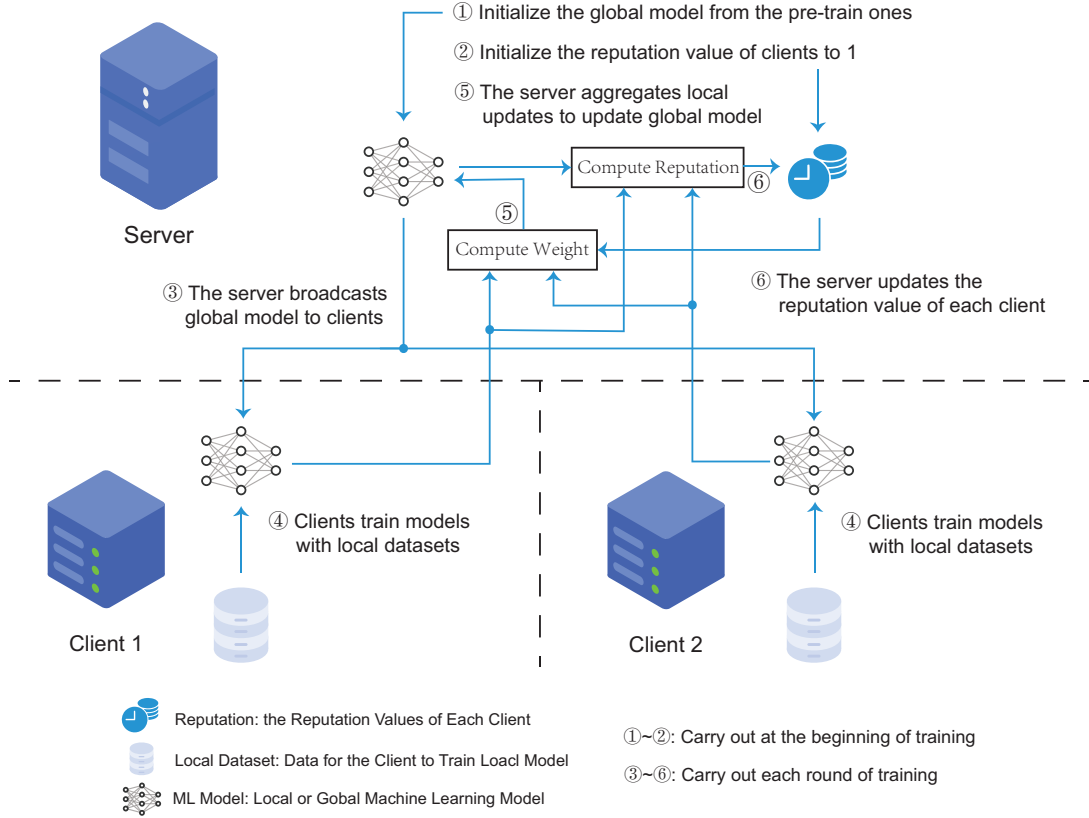 ① Initialize the global model from the pre-train ones
② Initialize the reputation value of clients to 1
⑤ The server aggregates local
updates to update global model
Compute Reputation
⑥
Server
⑤
Compute Weight
③ The server broadcasts
global model to clients
⑥ The server updates the
reputation value of each client
④ Clients train models
with local datasets
Client 1
④ Clients train models
with local datasets
Client 2
Reputation: the Reputation Values of Each Client
Local Dataset: Data for the Client to Train Loacl Model
ML Model: Local or Gobal Machine Learning Model
①~②: Carry out at the beginning of training
③~⑥: Carry out each round of training